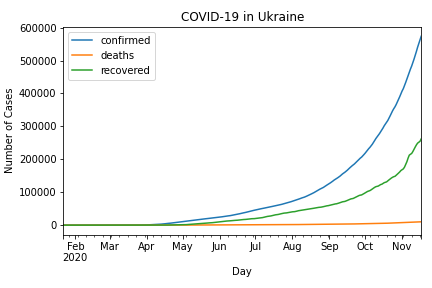 COVID-19 in Ukraine
confirmed
deaths
recovered
Number of Cases
600000
500000
400000
300000
200000
100000
0
Feb Mar Apr May Jun Jul Aug Sep Oct Nov
2020
Day